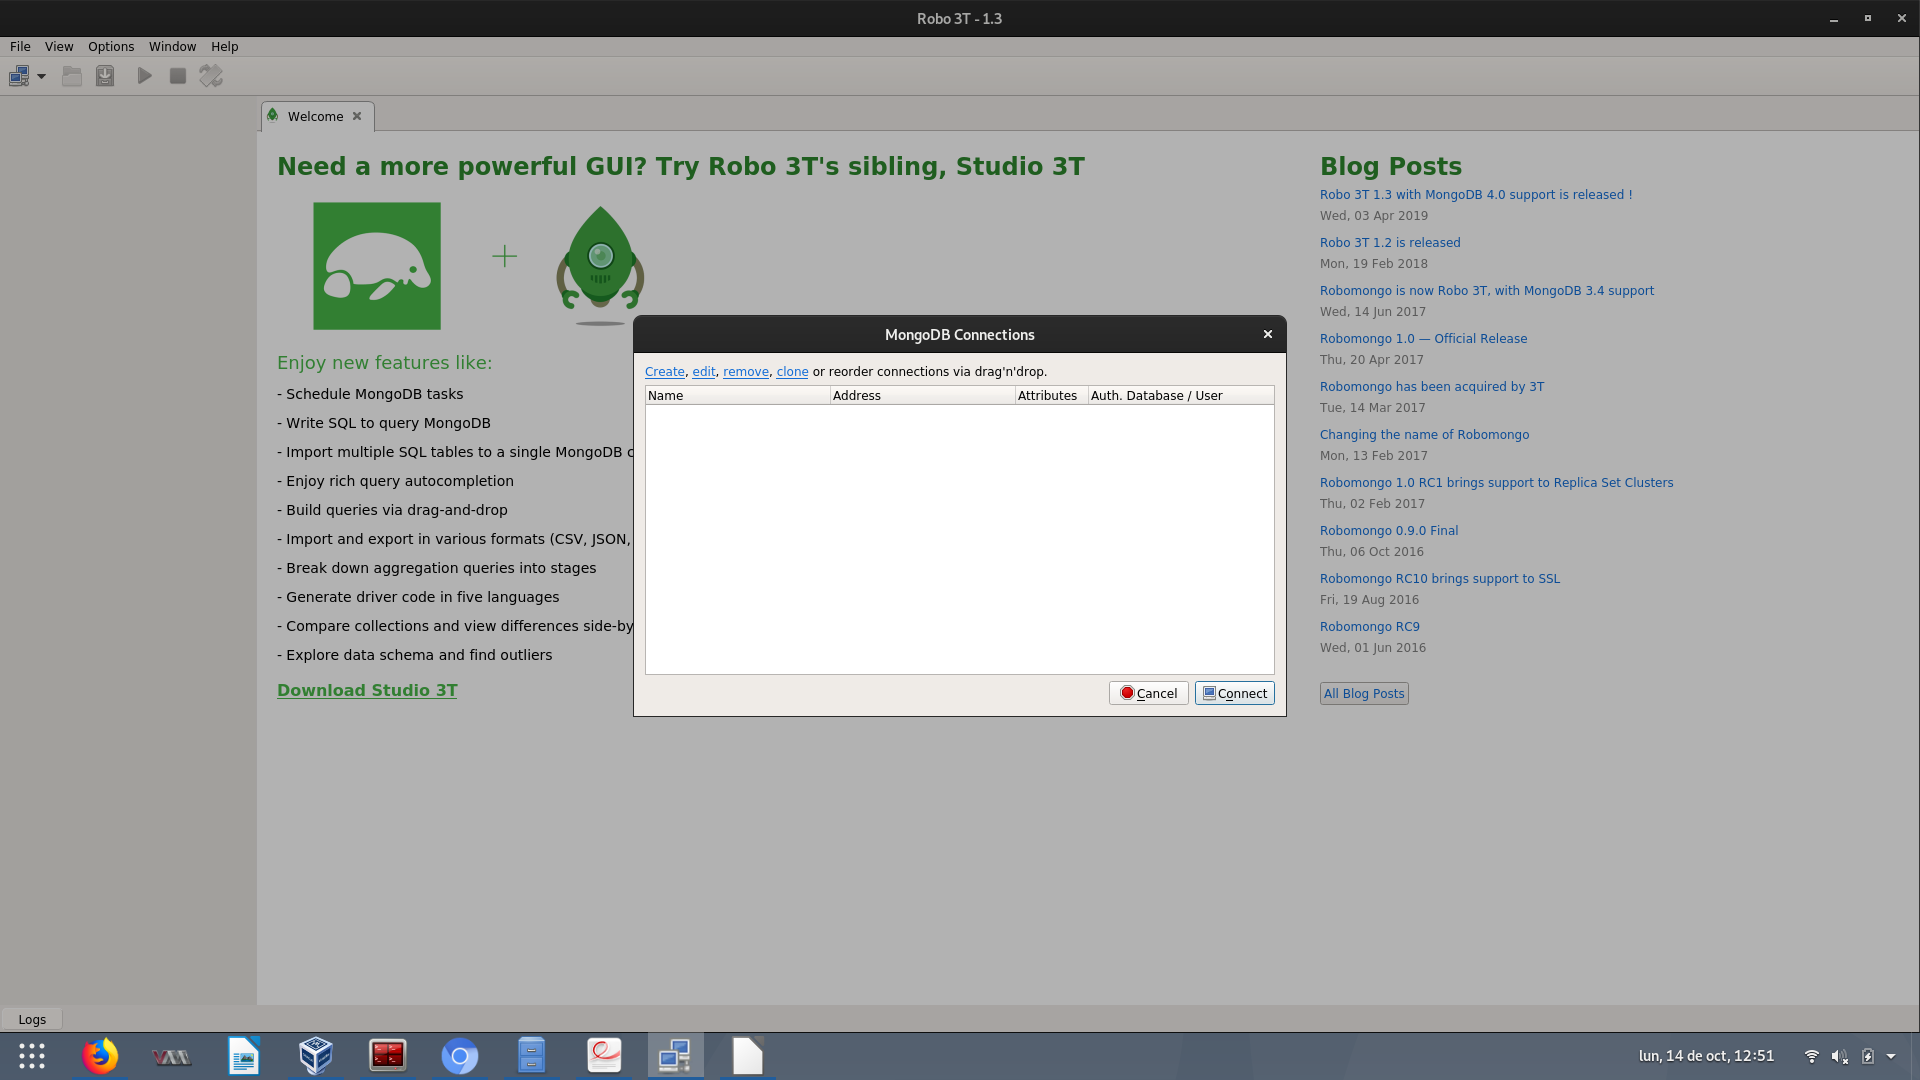 Robo 3T - 1.3
File View Options Window Help
Welcome
Need a more powerful GUI? Try Robo 3T's sibling, Studio 3T
Enjoy new features like:
- Schedule MongoDB tasks
- Write SQL to query MongoDB
- Import multiple SQL tables to a single MongoDB c
- Enjoy rich query autocompletion
- Build queries via drag-and-drop
- Import and export in various formats (CSV, JSON,
- Break down aggregation queries into stages
- Generate driver code in five languages
- Compare collections and view differences side-by
- Explore data schema and find outliers
Download Studio 3T
MongoDB Connections
Create, edit, remove, clone or reorder connections via drag'n'drop.
Name Address Attributes Auth. Database / User
Cancel Connect
Blog Posts
Robo 3T 1.3 with MongoDB 4.0 support is released !
Wed, 03 Apr 2019
Robo 3T 1.2 is released
Mon, 19 Feb 2018
Robomongo is now Robo 3T, with MongoDB 3.4 support
Wed, 14 Jun 2017
Robomongo 1.0 — Official Release
Thu, 20 Apr 2017
Robomongo has been acquired by 3T
Tue, 14 Mar 2017
Changing the name of Robomongo
Mon, 13 Feb 2017
Robomongo 1.0 RC1 brings support to Replica Set Clusters
Thu, 02 Feb 2017
Robomongo 0.9.0 Final
Thu, 06 Oct 2016
Robomongo RC10 brings support to SSL
Fri, 19 Aug 2016
Robomongo RC9
Wed, 01 Jun 2016
All Blog Posts
Logs
lun, 14 de oct, 12:51